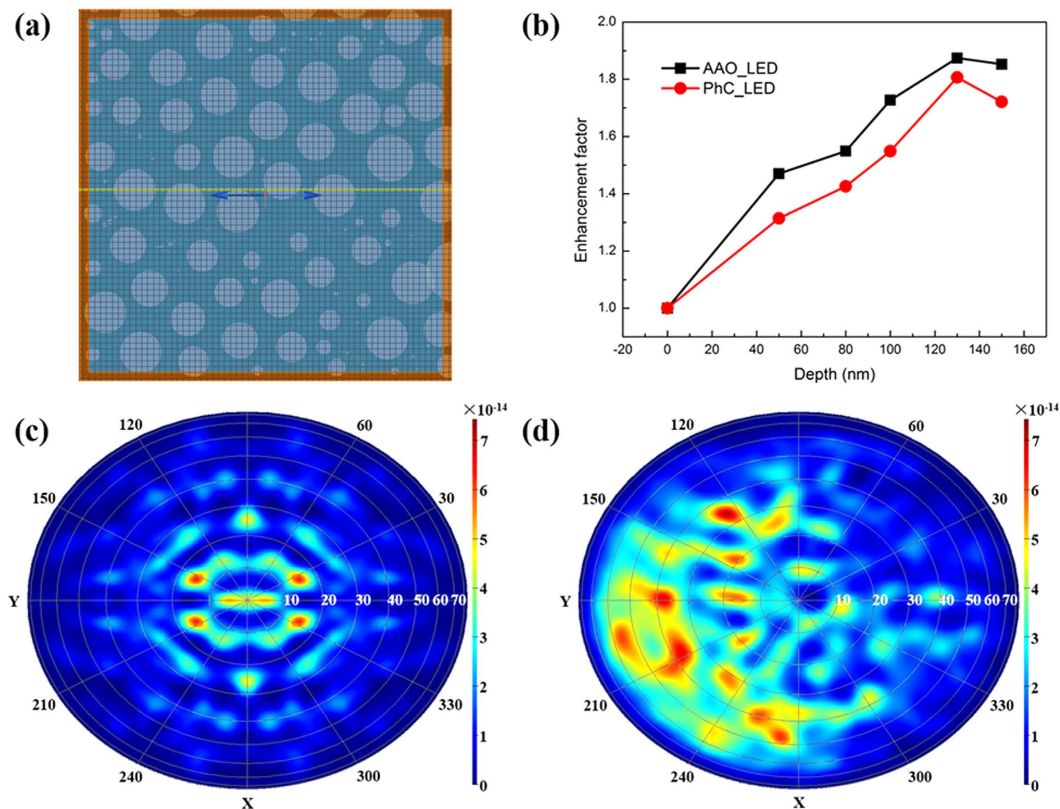 (a)
(b)
2.0
1.8
1.6
1.4
1.2
1.0
Enhancement factor
AAO_LED
PhC_LED
-20 0 20 40 60 80 100 120 140 160
Depth (nm)
(c)
120 60
150 30
Y 10 20 30 40 50 60 70
210 330
240 300
X
×10-14
7
6
5
4
3
2
1
0
(d)
120 60
150 30
Y 10 20 30 40 50 60 70
210 330
240 300
X
×10-14
7
6
5
4
3
2
1
0